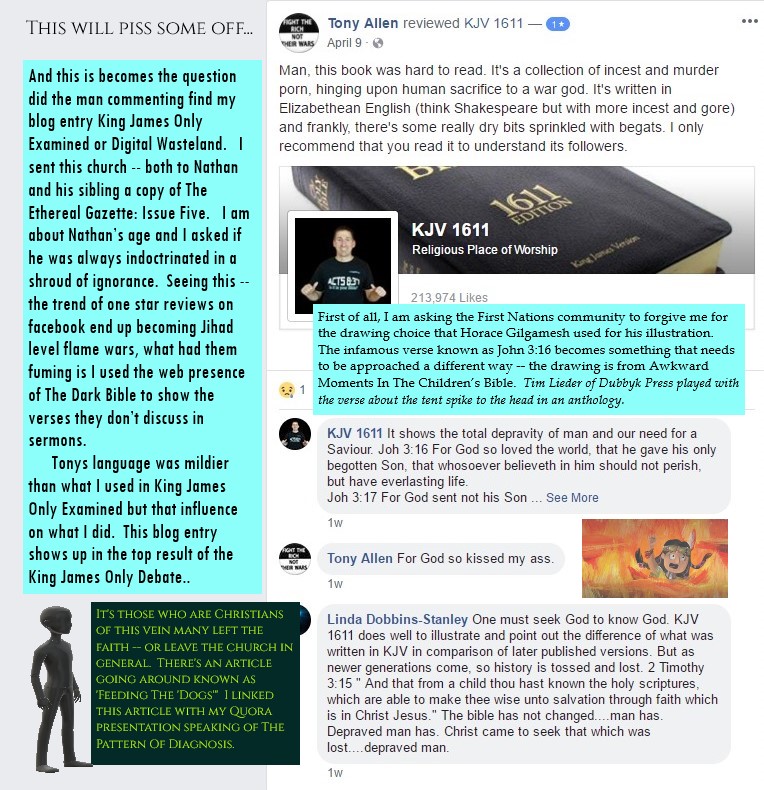 THIS WILL PISS SOME OFF...
And this is becomes the question
did the man commenting find my
blog entry King James Only
Examined or Digital Wasteland. I
sent this church -- both to Nathan
and his sibling a copy of The
Ethereal Gazette: Issue Five. I am
about Nathan's age and I asked if
he was always indoctrinated in a
shroud of ignorance. Seeing this --
the trend of one star reviews on
facebook end up becoming Jihad
level flame wars, what had them
fuming is I used the web presence
of The Dark Bible to show the
verses they don't discuss in
sermons.
Tonys language was mildier
than what I used in King James
Only Examined but that influence
on what I did. This blog entry
shows up in the top result of the
King James Only Debate..
IT'S THOSE WHO ARE CHRISTIANS
OF THIS VEIN MANY LEFT THE
FAITH -- OR LEAVE THE CHURCH IN
GENERAL. THERE'S AN ARTICLE
GOING AROUND KNOWN AS
'FEEDING THE 'DOGS'" I LINKED
THIS ARTICLE WITH MY QUORA
PRESENTATION SPEAKING OF THE
PATTERN OF DIAGNOSIS.
FIGHT THE
RICH
NOT
THEIR WARS
Tony Allen reviewed KJV 1611 — 1★
April 9
Man, this book was hard to read. It's a collection of incest and murder
porn, hinging upon human sacrifice to a war god. It's written in
Elizabethean English (think Shakespeare but with more incest and gore)
and frankly, there's some really dry bits sprinkled with begats. I only
recommend that you read it to understand its followers.
1611
EDITION
King James Version
ACTS 8:37
KJV 1611
Religious Place of Worship
213,974 Likes
First of all, I am asking the First Nations community to forgive me for
the drawing choice that Horace Gilgamesh used for his illustration.
The infamous verse known as John 3:16 becomes something that needs
to be approached a different way -- the drawing is from Awkward
Moments In The Children's Bible. Tim Lieder of Dubbyk Press played with
the verse about the tent spike to the head in an anthology.
1
KJV 1611 It shows the total depravity of man and our need for a
Saviour. Joh 3:16 For God so loved the world, that he gave his only
begotten Son, that whosoever believeth in him should not perish,
but have everlasting life.
Joh 3:17 For God sent not his Son ... See More
1w
FIGHT THE
RICH
NOT
THEIR WARS
Tony Allen For God so kissed my ass.
1w
Linda Dobbins-Stanley One must seek God to know God. KJV
1611 does well to illustrate and point out the difference of what was
written in KJV in comparison of later published versions. But as
newer generations come, so history is tossed and lost. 2 Timothy
3:15 " And that from a child thou hast known the holy scriptures,
which are able to make thee wise unto salvation through faith which
is in Christ Jesus." The bible has not changed....man has.
Depraved man has. Christ came to seek that which was
lost....depraved man.
1w